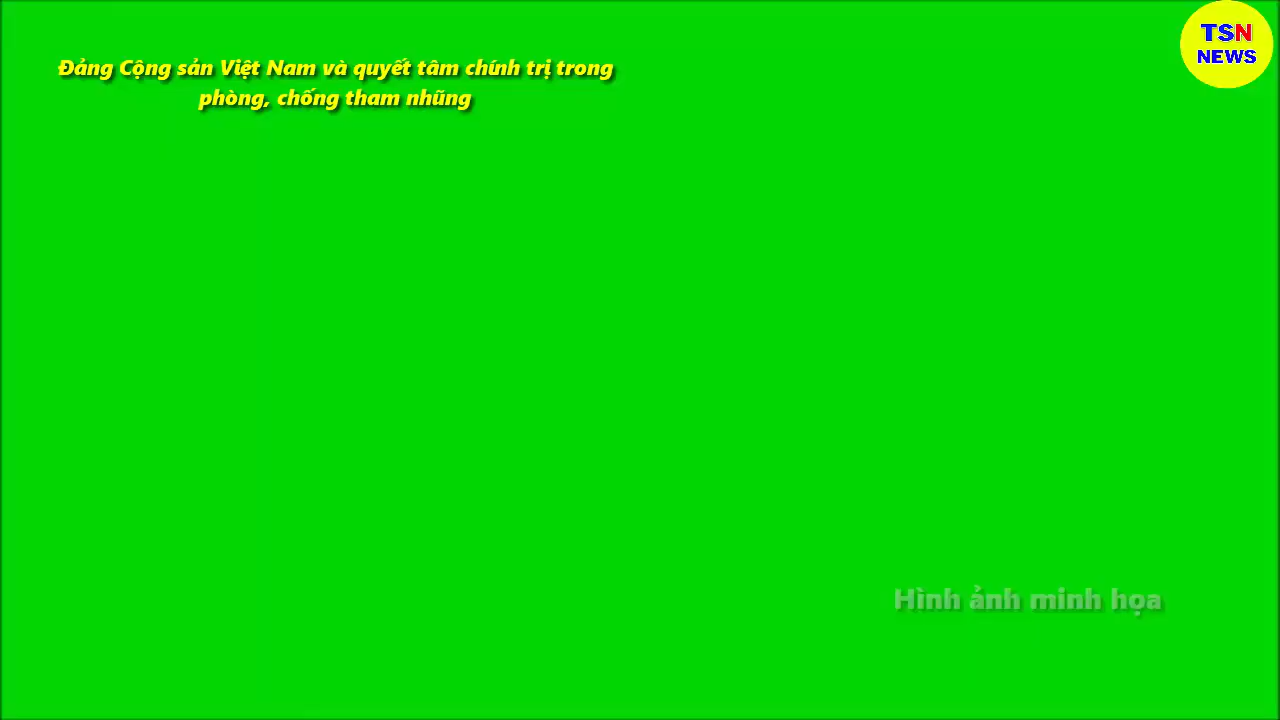 TSN
NEWS
Đảng Cộng sản Việt Nam và quyết tâm chính trị trong
phòng, chống tham nhũng
Hình ảnh minh họa